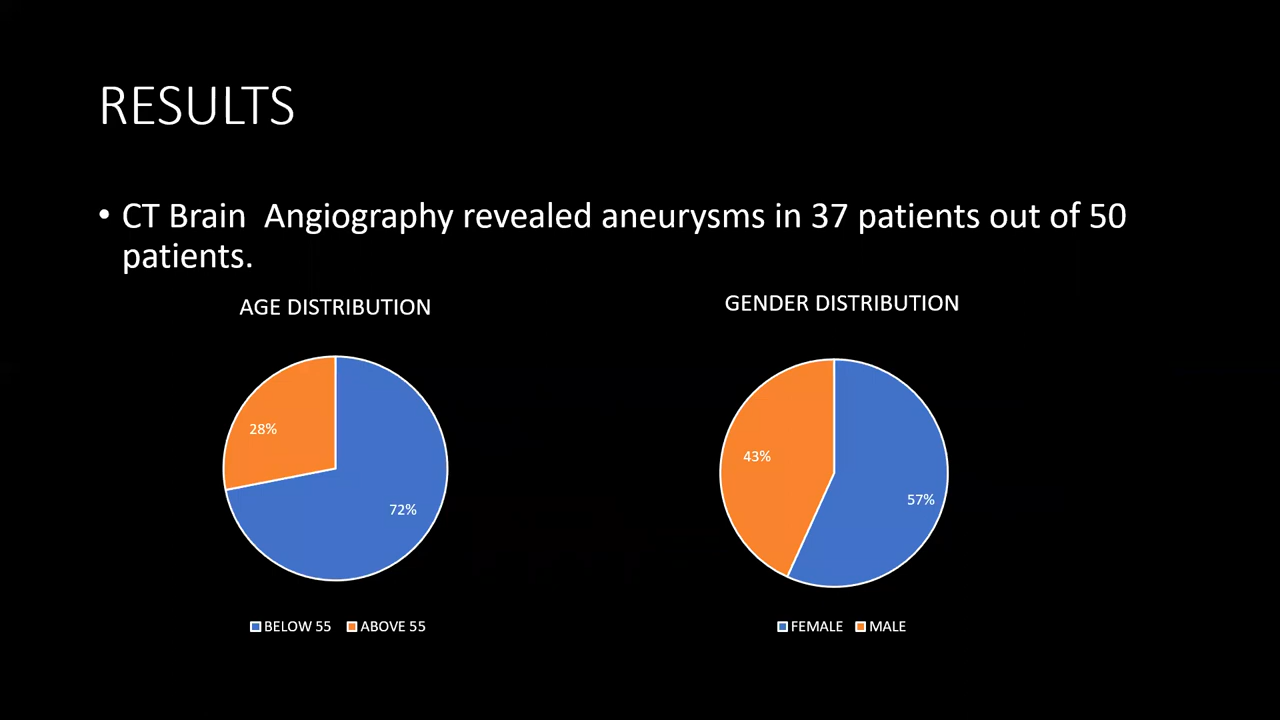 RESULTS
• CT Brain  Angiography revealed aneurysms in 37 patients out of 50
patients.
AGE DISTRIBUTION
28%
72%
BELOW 55 ABOVE 55
GENDER DISTRIBUTION
43%
57%
FEMALE MALE